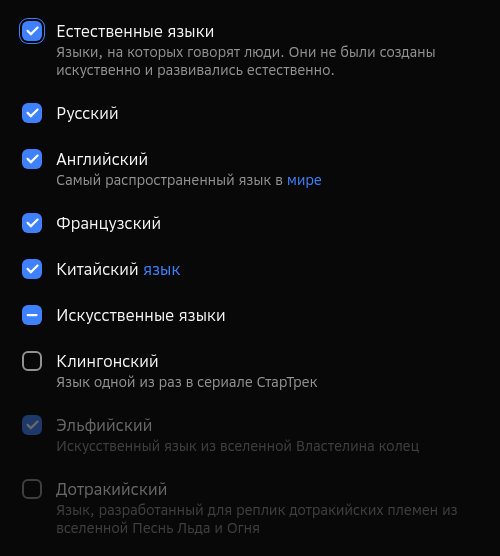 Естественные языки
Языки, на которых говорят люди. Они не были созданы
искуственно и развивались естественно.
Русский
Английский
Самый распространенный язык в мире
Французский
Китайский язык
Искусственные языки
Клингонский
Язык одной из раз в сериале СтарТрек
Эльфийский
Искусственный язык из вселенной Властелина колец
Дотракийский
Язык, разработанный для реплик дотракийских племен из
вселенной Песнь Льда и Огня